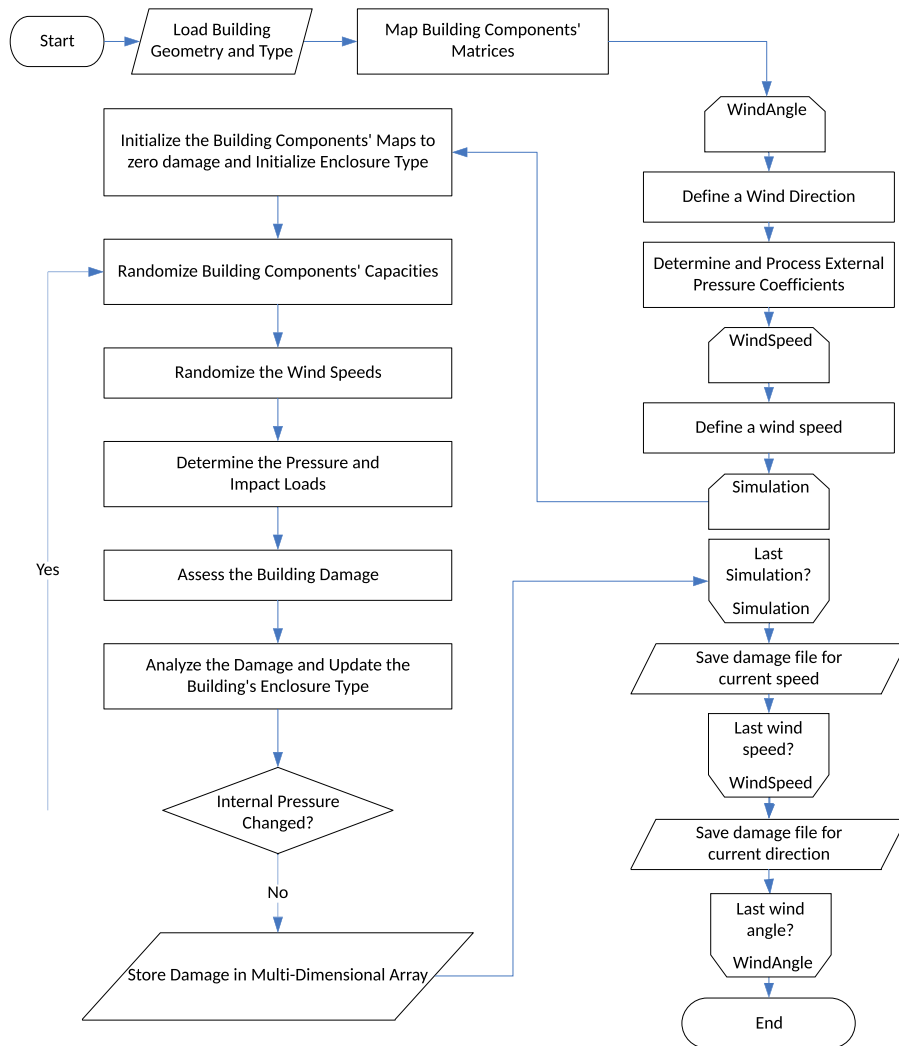 Start
Load Building
Geometry and Type
Map Building Components'
Matrices
WindAngle
Define a Wind Direction
Determine and Process External
Pressure Coefficients
WindSpeed
Define a wind speed
Simulation
Initialize the Building Components' Maps to
zero damage and Initialize Enclosure Type
Randomize Building Components' Capacities
Randomize the Wind Speeds
Determine the Pressure and
Impact Loads
Assess the Building Damage
Analyze the Damage and Update the
Building's Enclosure Type
Internal Pressure
Changed?
Yes
No
Store Damage in Multi-Dimensional Array
Last
Simulation?
Simulation
Save damage file for
current speed
Last wind
speed?
WindSpeed
Save damage file for
current direction
Last wind
angle?
WindAngle
End